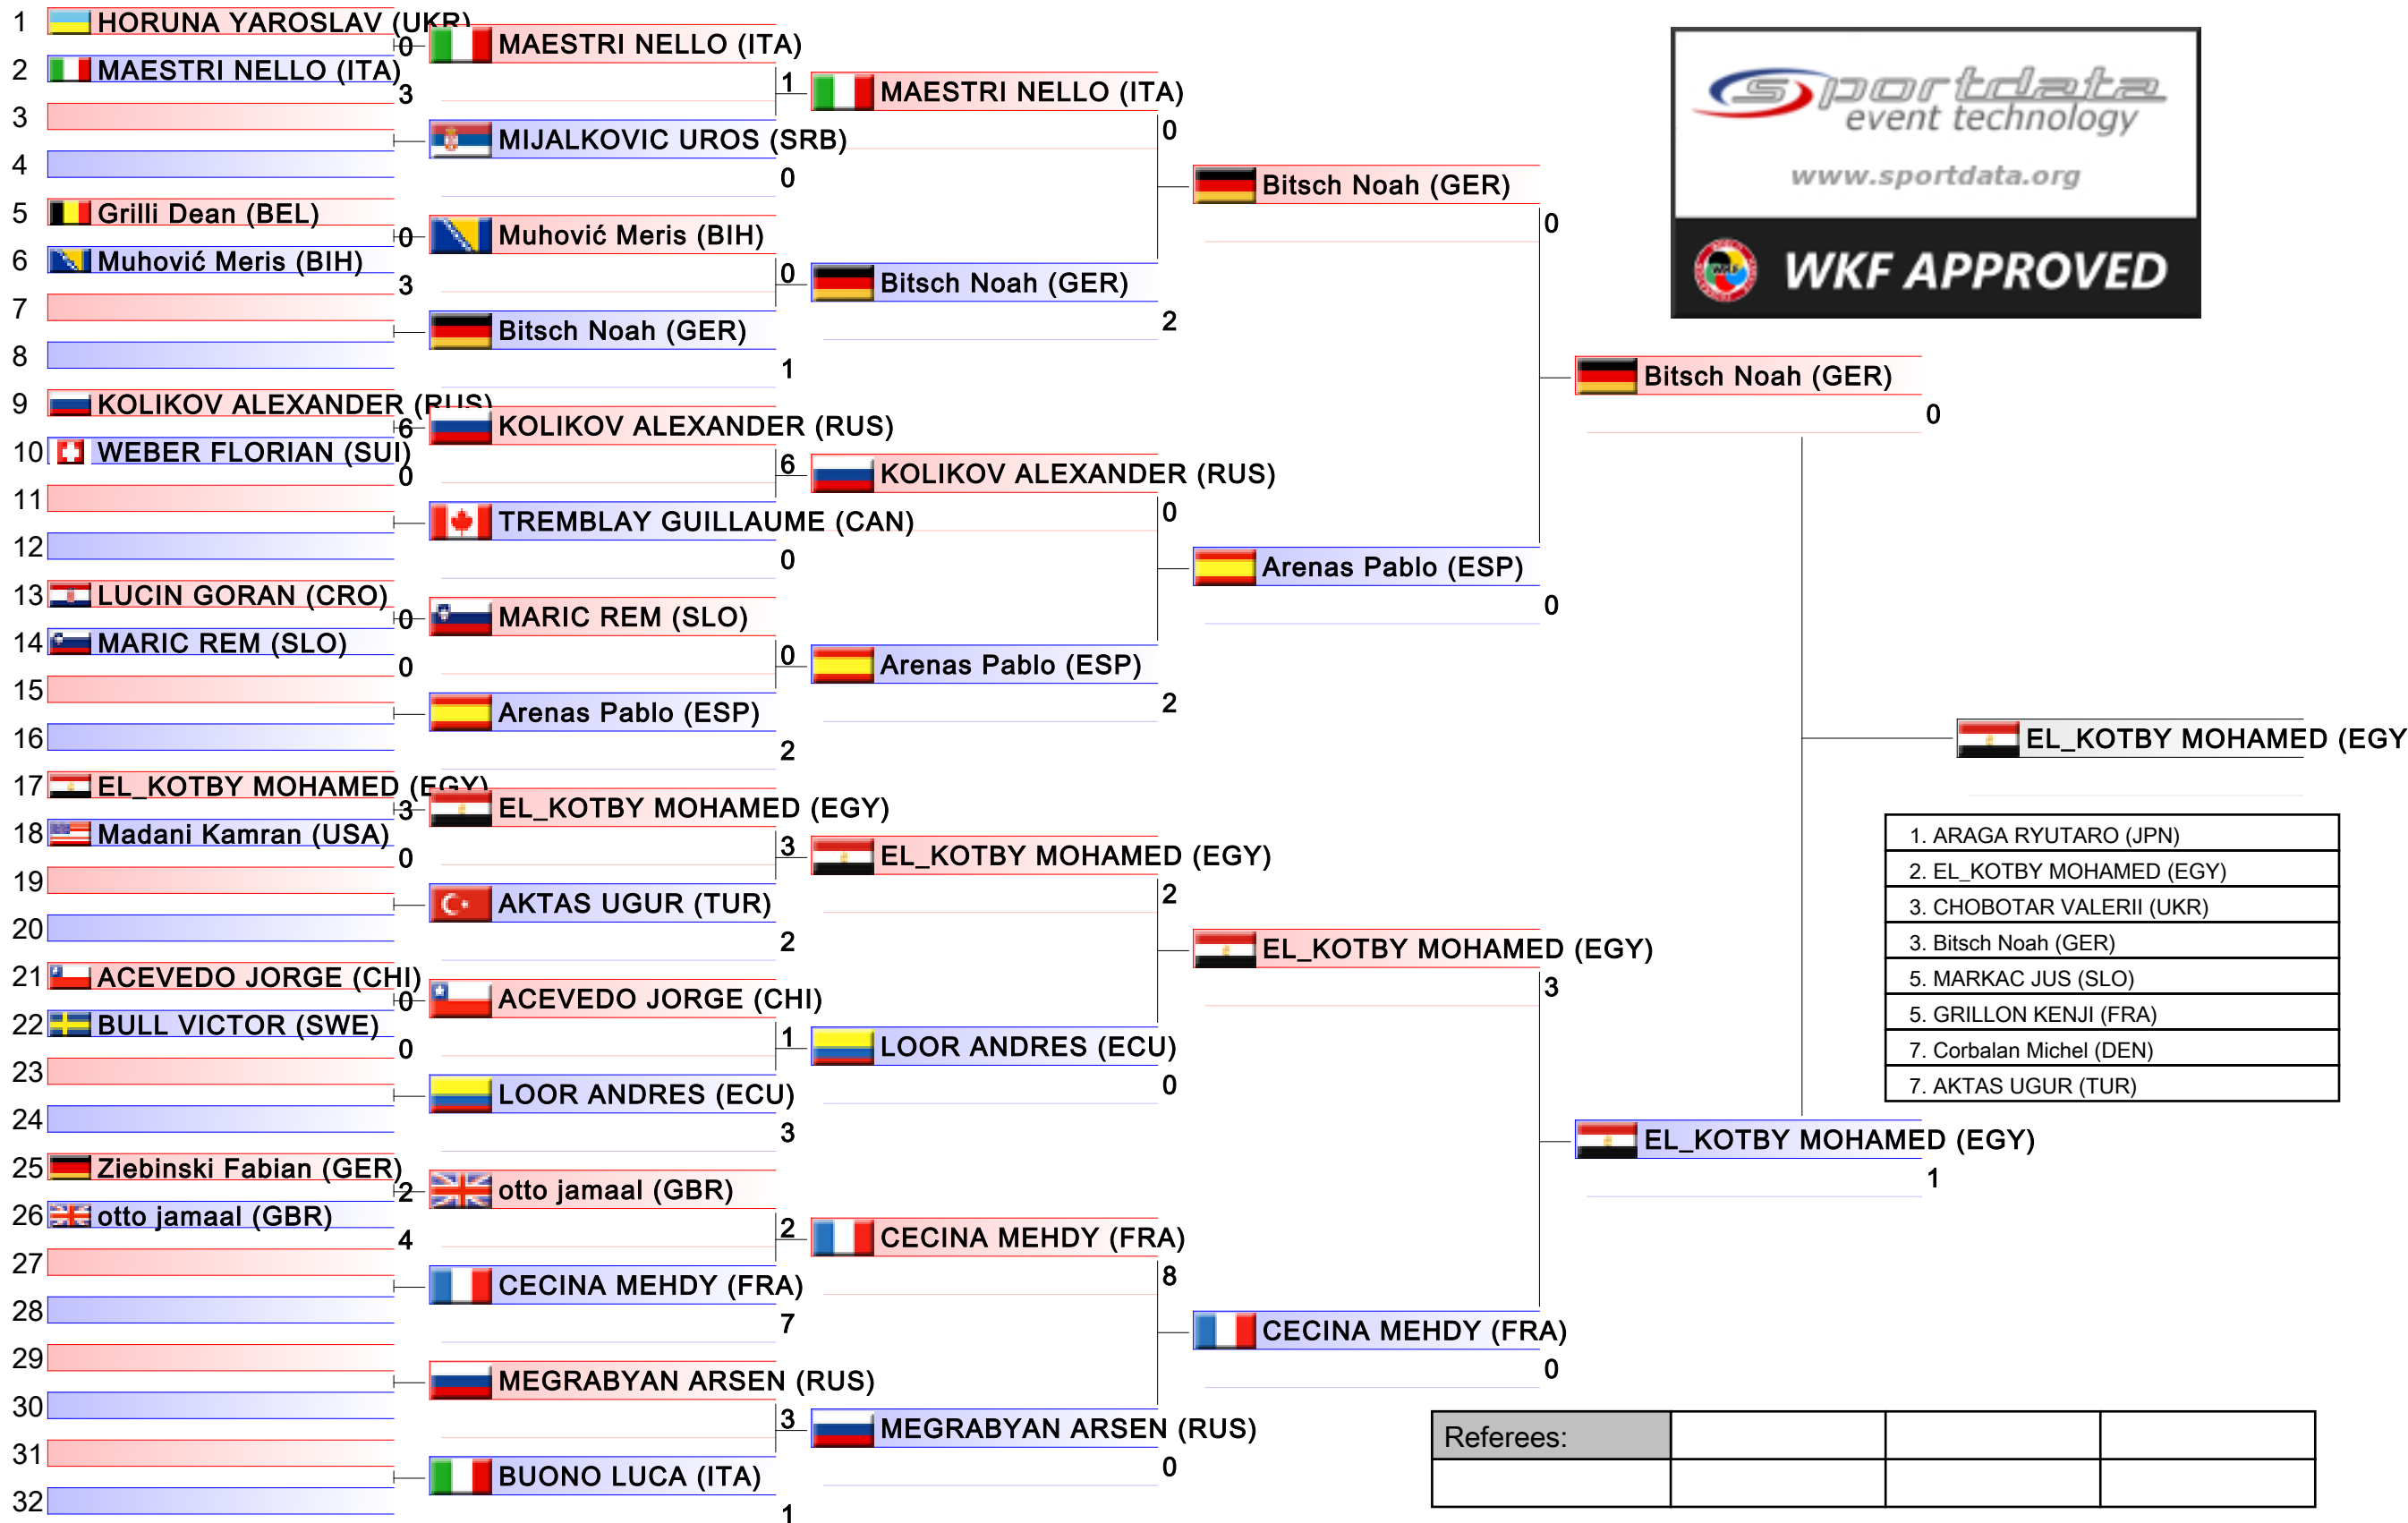 1 HORUNA YAROSLAV (UKR)
0
2 MAESTRI NELLO (ITA)
3
3
4
5 Grilli Dean (BEL)
0
6 Muhović Meris (BIH)
3
7
8
9 KOLIKOV ALEXANDER (RUS)
6
10 WEBER FLORIAN (SUI)
0
11
12
13 LUCIN GORAN (CRO)
0
14 MARIC REM (SLO)
0
15
16
17 EL_KOTBY MOHAMED (EGY)
3
18 Madani Kamran (USA)
0
19
20
21 ACEVEDO JORGE (CHI)
0
22 BULL VICTOR (SWE)
0
23
24
25 Ziebinski Fabian (GER)
2
26 otto jamaal (GBR)
4
27
28
29
30
31
32
MAESTRI NELLO (ITA)
1
MIJALKOVIC UROS (SRB)
0
Muhović Meris (BIH)
0
Bitsch Noah (GER)
1
KOLIKOV ALEXANDER (RUS)
6
TREMBLAY GUILLAUME (CAN)
0
MARIC REM (SLO)
0
Arenas Pablo (ESP)
2
EL_KOTBY MOHAMED (EGY)
3
AKTAS UGUR (TUR)
2
ACEVEDO JORGE (CHI)
1
LOOR ANDRES (ECU)
3
otto jamaal (GBR)
2
CECINA MEHDY (FRA)
7
MEGRABYAN ARSEN (RUS)
3
BUONO LUCA (ITA)
1
MAESTRI NELLO (ITA)
0
Bitsch Noah (GER)
2
KOLIKOV ALEXANDER (RUS)
0
Arenas Pablo (ESP)
2
EL_KOTBY MOHAMED (EGY)
2
LOOR ANDRES (ECU)
0
CECINA MEHDY (FRA)
8
MEGRABYAN ARSEN (RUS)
0
Bitsch Noah (GER)
0
Arenas Pablo (ESP)
0
EL_KOTBY MOHAMED (EGY)
3
CECINA MEHDY (FRA)
0
Bitsch Noah (GER)
0
EL_KOTBY MOHAMED (EGY)
1
EL_KOTBY MOHAMED (EGY
sportdata
event technology
www.sportdata.org
WKF
WKF APPROVED
1. ARAGA RYUTARO (JPN)
2. EL_KOTBY MOHAMED (EGY)
3. CHOBOTAR VALERII (UKR)
3. Bitsch Noah (GER)
5. MARKAC JUS (SLO)
5. GRILLON KENJI (FRA)
7. Corbalan Michel (DEN)
7. AKTAS UGUR (TUR)
Referees: